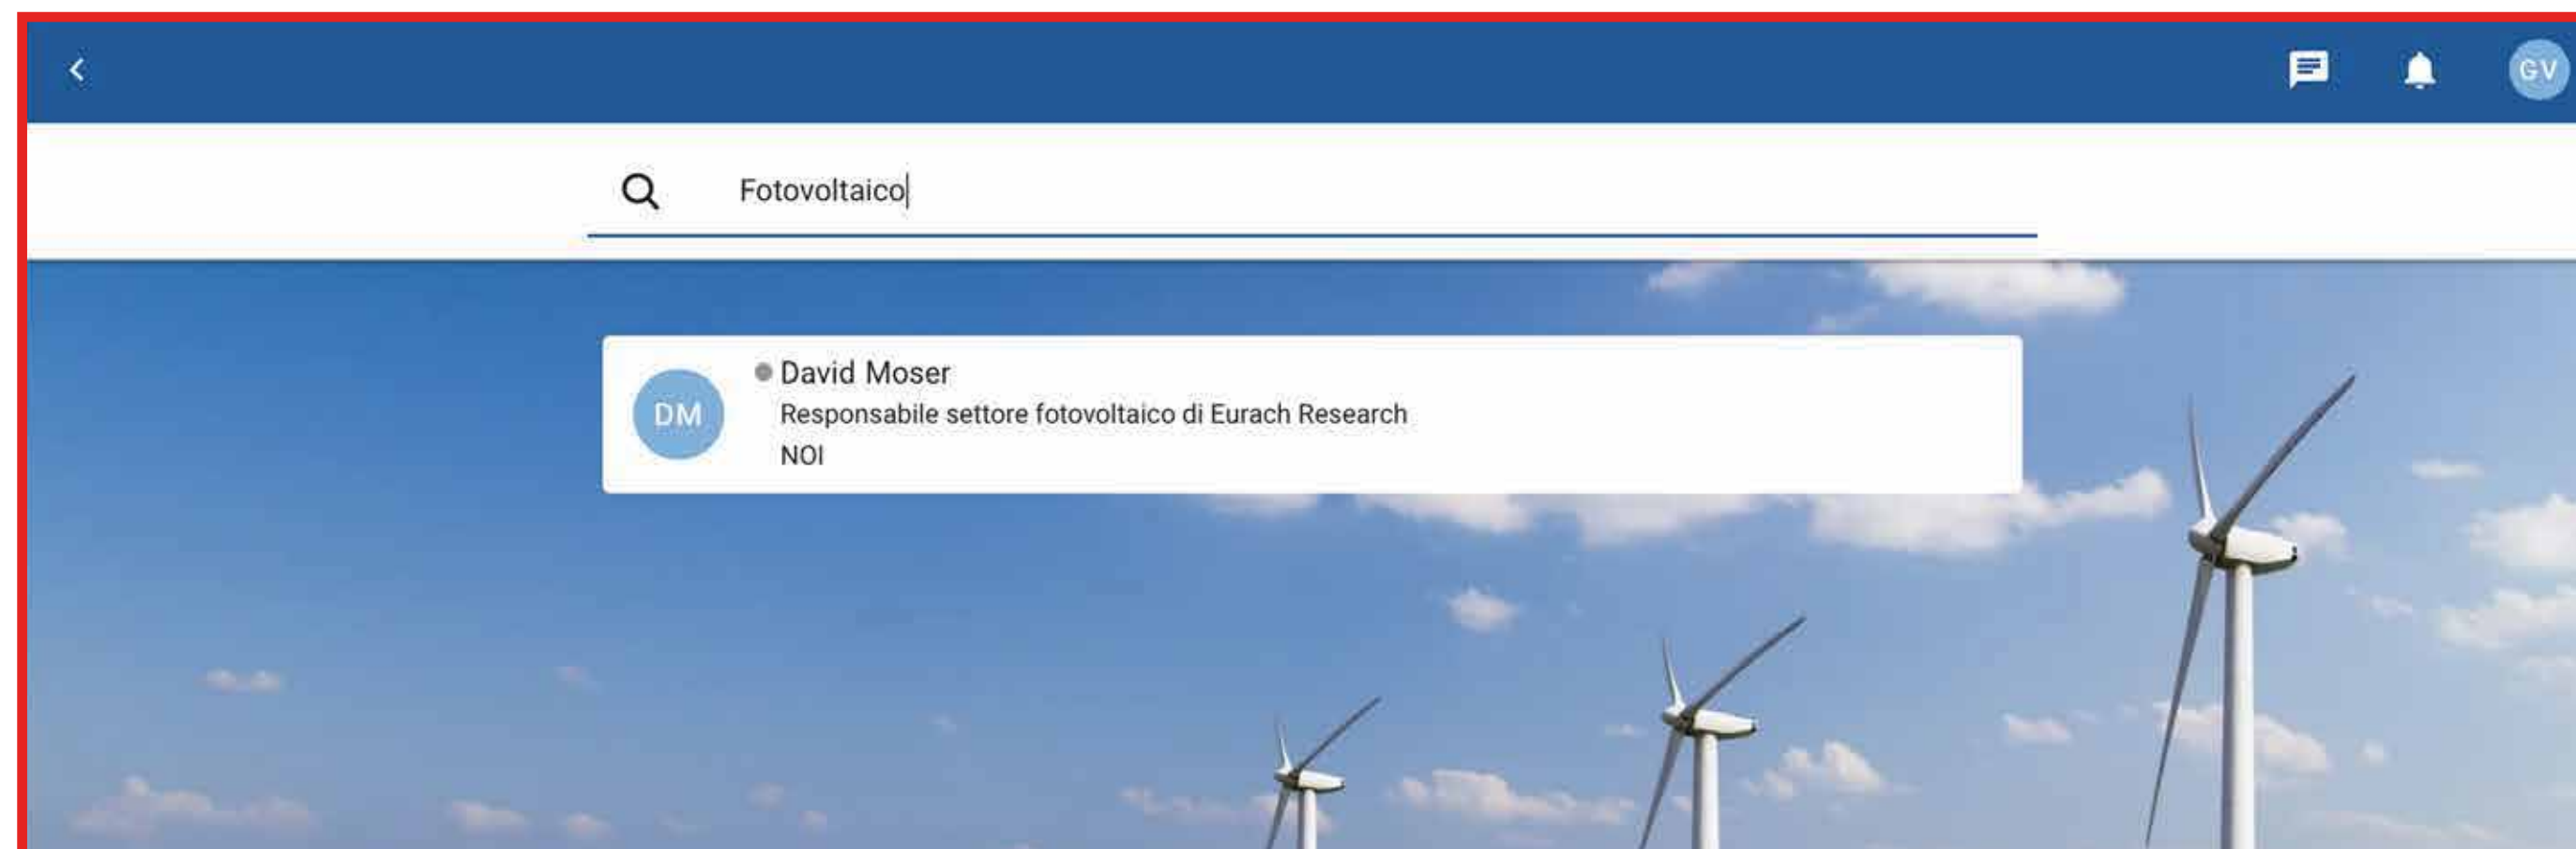 GV
Fotovoltaico
DM
David Moser
Responsabile settore fotovoltaico di Eurach Research
NOI